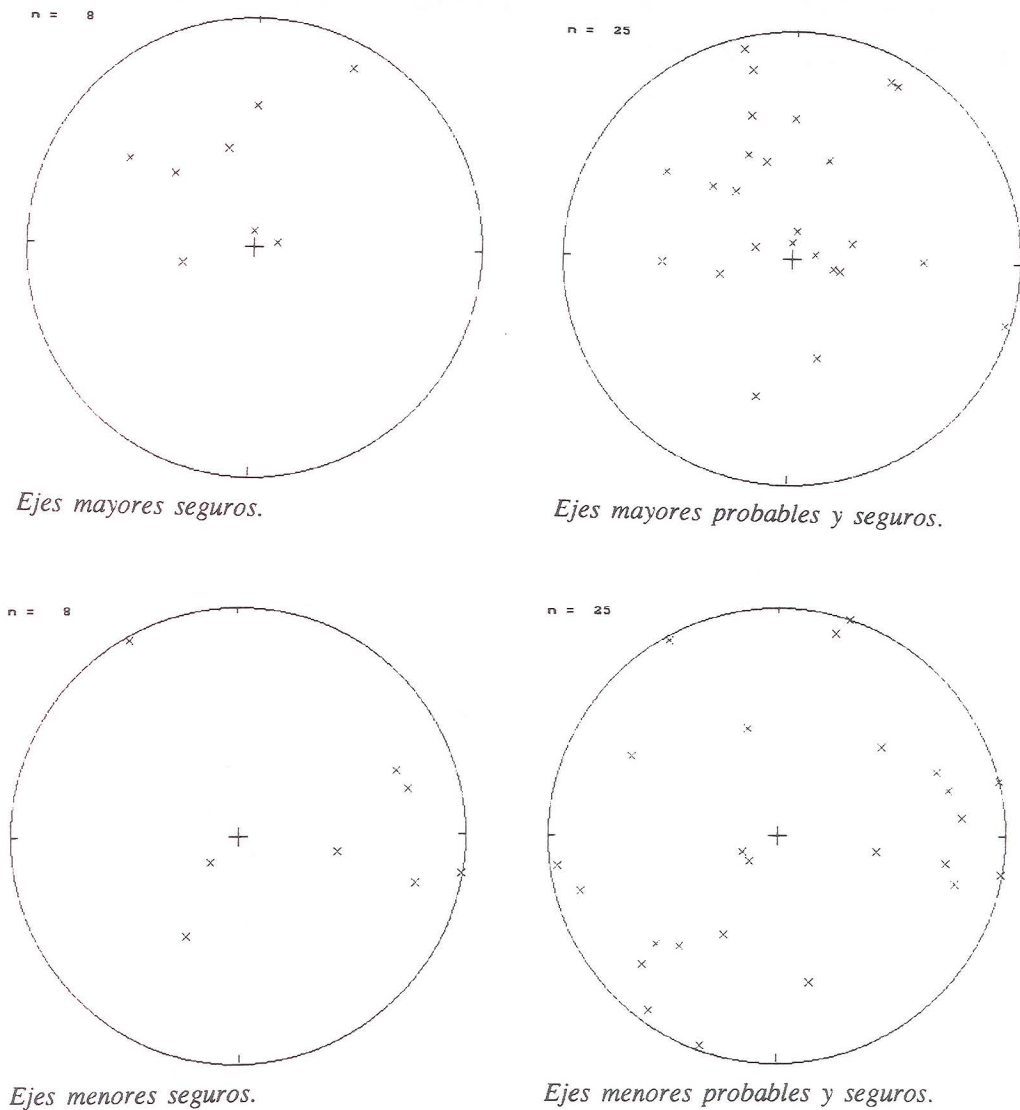 n = 8
n = 25
Ejes mayores seguros.
Ejes mayores probables y seguros.
n = 8
n = 25
Ejes menores seguros.
Ejes menores probables y seguros.